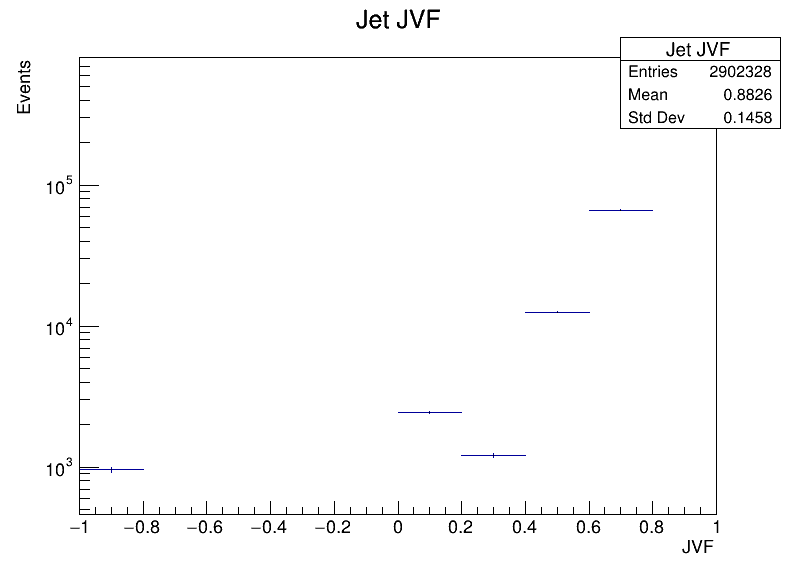 Jet JVF
Jet JVF
Entries 2902328
Mean 0.8826
Std Dev 0.1458
Events
10^5
10^4
10^3
−1 −0.8 −0.6 −0.4 −0.2 0 0.2 0.4 0.6 0.8 1
JVF